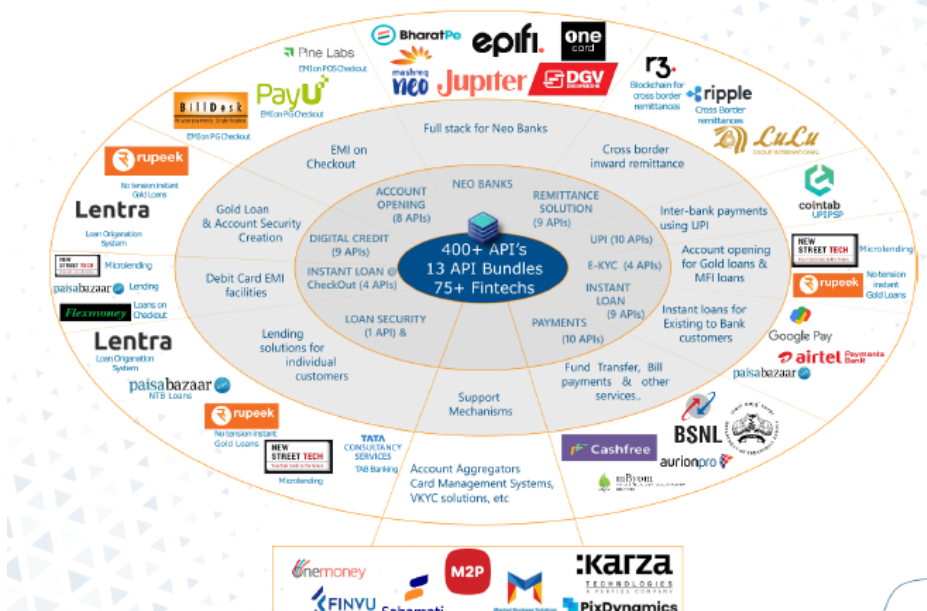 Pine Labs
EMI on POS Checkout
BharatPe
epifi.
one
card
mashreq
neo
Jupiter
DGV
r3.
Blockchain for
cross border
remittances
ripple
Cross Border
remittances
BillDesk
EMI on PG Checkout
PayU
EMI on PG Checkout
LuLu
GROUP INTERNATIONAL
rupeek
No tension instant
Gold Loans
Lentra
Loan Origenation
System
NEW
STREET TECH
Microlending
paisabazaar
Lending
Flexmoney
Loans on
Checkout
Lentra
Loan Origenation
System
paisabazaar
NTB Loans
rupeek
No tension instant
Gold Loans
NEW
STREET TECH
Microlending
TATA
CONSULTANCY
SERVICES
TAB Banking
cointab
UPI PSP
NEW
STREET TECH
Microlending
rupeek
No tension
instant
Gold Loans
Google Pay
airtel
Payments
Bank
paisabazaar
BSNL
Cashfree
aurionpro
mByom
Full stack for Neo Banks
EMI on
Checkout
Cross border
inward remittance
Gold Loan
& Account Security
Creation
Inter-bank payments
using UPI
Debit Card EMI
facilities
Account opening
for Gold loans &
MFI loans
Lending
solutions for
individual
customers
Instant loans for
Existing to Bank
customers
Fund Transfer, Bill
payments & other
services..
Support
Mechanisms
NEO BANKS
ACCOUNT
OPENING
(8 APIs)
REMITTANCE
SOLUTION
(9 APIs)
DIGITAL CREDIT
(9 APIs)
UPI (10 APIs)
INSTANT LOAN @
CheckOut (4 APIs)
E-KYC (4 APIs)
INSTANT
LOAN
(9 APIs)
LOAN SECURITY
(1 API) &
PAYMENTS
(10 APIs)
400+ API's
13 API Bundles
75+ Fintechs
Account Aggregators
Card Management Systems,
VKYC solutions, etc
Onemoney
M2P
:Karza
TECHNOLOGIES
A PERFIOS COMPANY
FINVU
Sahamati
PixDynamics